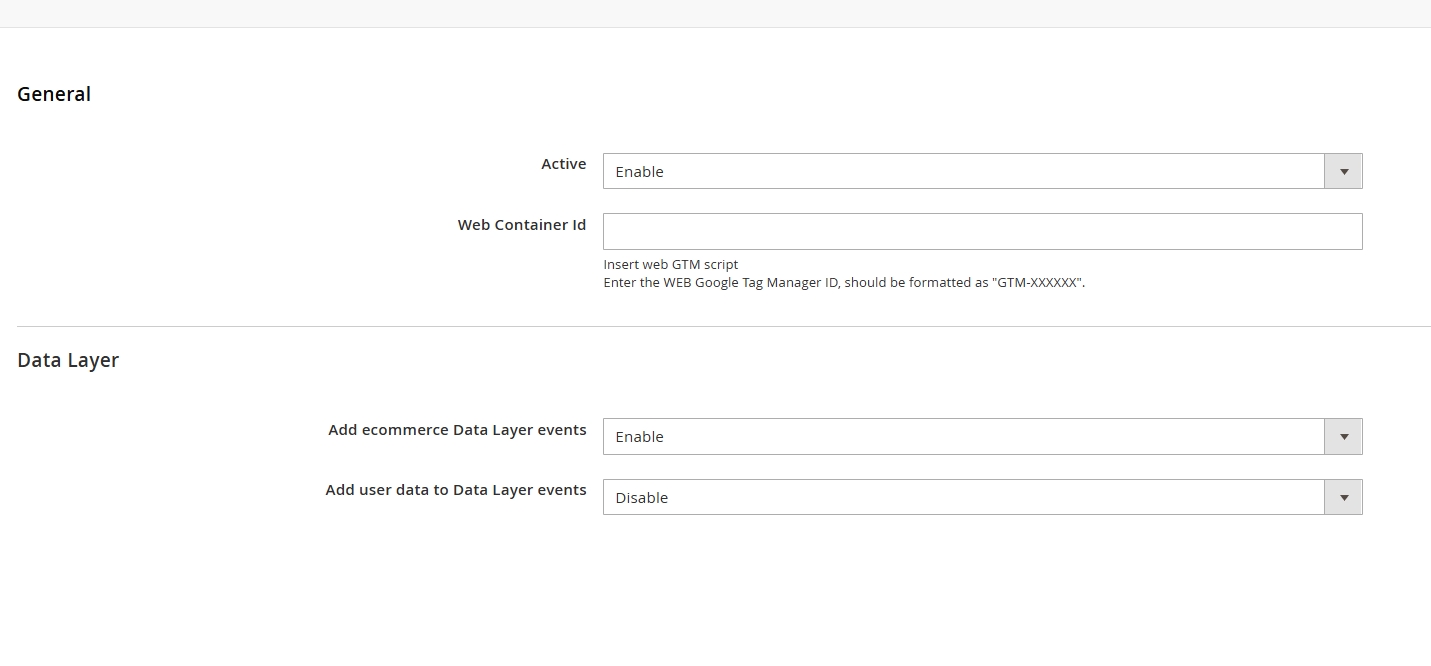 General
Active
Enable
Web Container Id
Insert web GTM script
Enter the WEB Google Tag Manager ID, should be formatted as "GTM-XXXXXX".
Data Layer
Add ecommerce Data Layer events
Enable
Add user data to Data Layer events
Disable